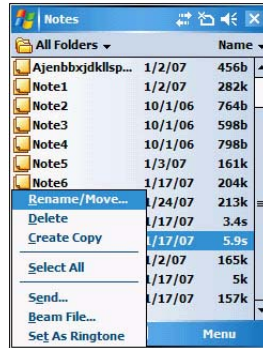 Notes
All Folders Name
Ajenbbxjdkllsp... 1/2/07 456b
Note1 1/2/07 282k
Note2 10/1/06 764b
Note3 10/1/06 598b
Note4 10/1/06 798b
Note5 1/3/07 161k
Note6 1/17/07 204k
Rename/Move... 1/24/07 213k
Delete 1/17/07 3.4s
Create Copy 1/17/07 5.9s
Select All 1/2/07 165k
1/17/07 5k
Send... 1/17/07 157k
Beam File...
Set As Ringtone Menu